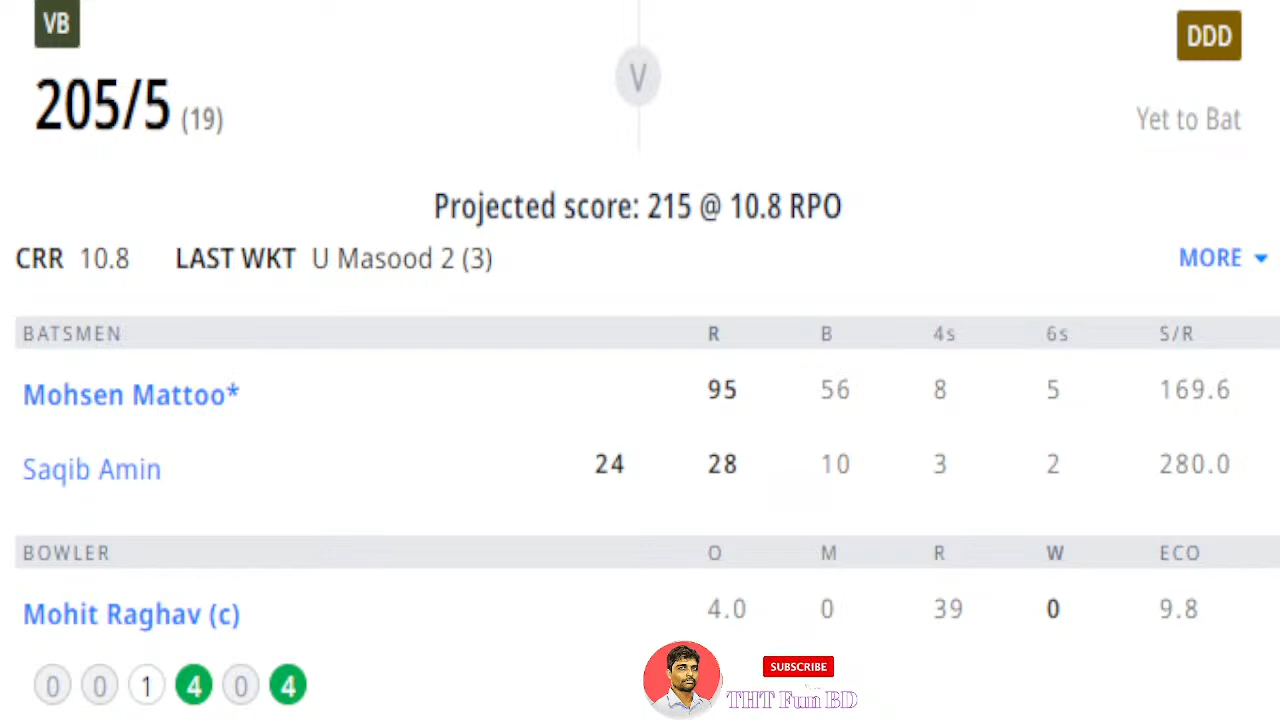 VB
DDD
V
205/5 (19)
Yet to Bat
Projected score: 215 @ 10.8 RPO
CRR 10.8 LAST WKT U Masood 2 (3) MORE
BATSMEN R B 4s 6s S/R
Mohsen Mattoo* 95 56 8 5 169.6
Saqib Amin 24 28 10 3 2 280.0
BOWLER O M R W ECO
Mohit Raghav (c) 4.0 0 39 0 9.8
0 0 1 4 0 4
SUBSCRIBE
THT Fun BD